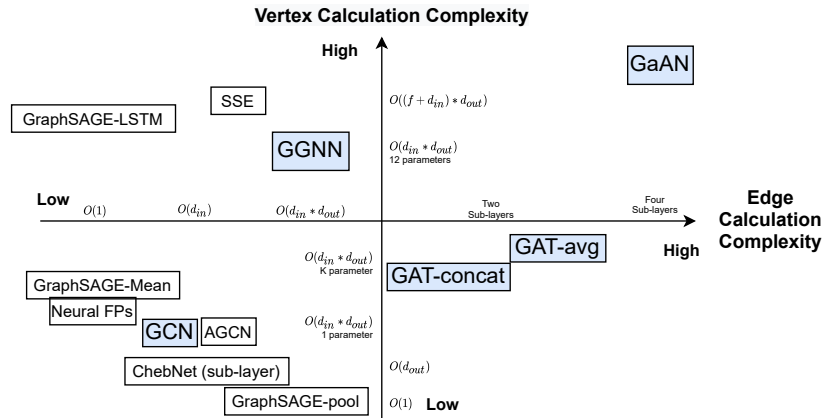 Vertex Calculation Complexity
High
GaAN
SSE
O((f + d_in) * d_out)
GraphSAGE-LSTM
GGNN
O(d_in * d_out)
12 parameters
Low
O(1)
O(d_in)
O(d_in * d_out)
Two
Sub-layers
Four
Sub-layers
Edge
Calculation
Complexity
High
GAT-avg
O(d_in * d_out)
K parameter
GAT-concat
GraphSAGE-Mean
Neural FPs
GCN
AGCN
O(d_in * d_out)
1 parameter
ChebNet (sub-layer)
O(d_out)
GraphSAGE-pool
O(1)
Low